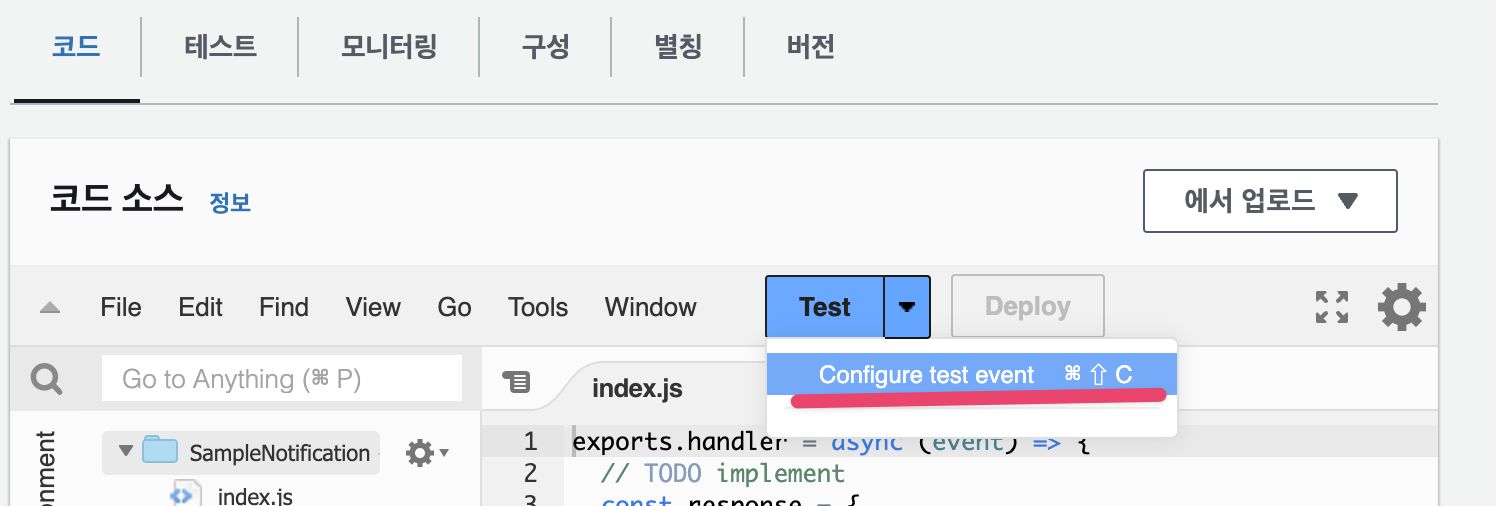 코드 테스트 모니터링 구성 별칭 버전
코드 소스 정보 에서 업로드 ▼
File Edit Find View Go Tools Window Test Deploy
Go to Anything (⌘ P) index.js Configure test event ⌘ ⇧ C
SampleNotification
index.js
1 exports.handler = async (event) => {
2 // TODO implement
3 const response = {